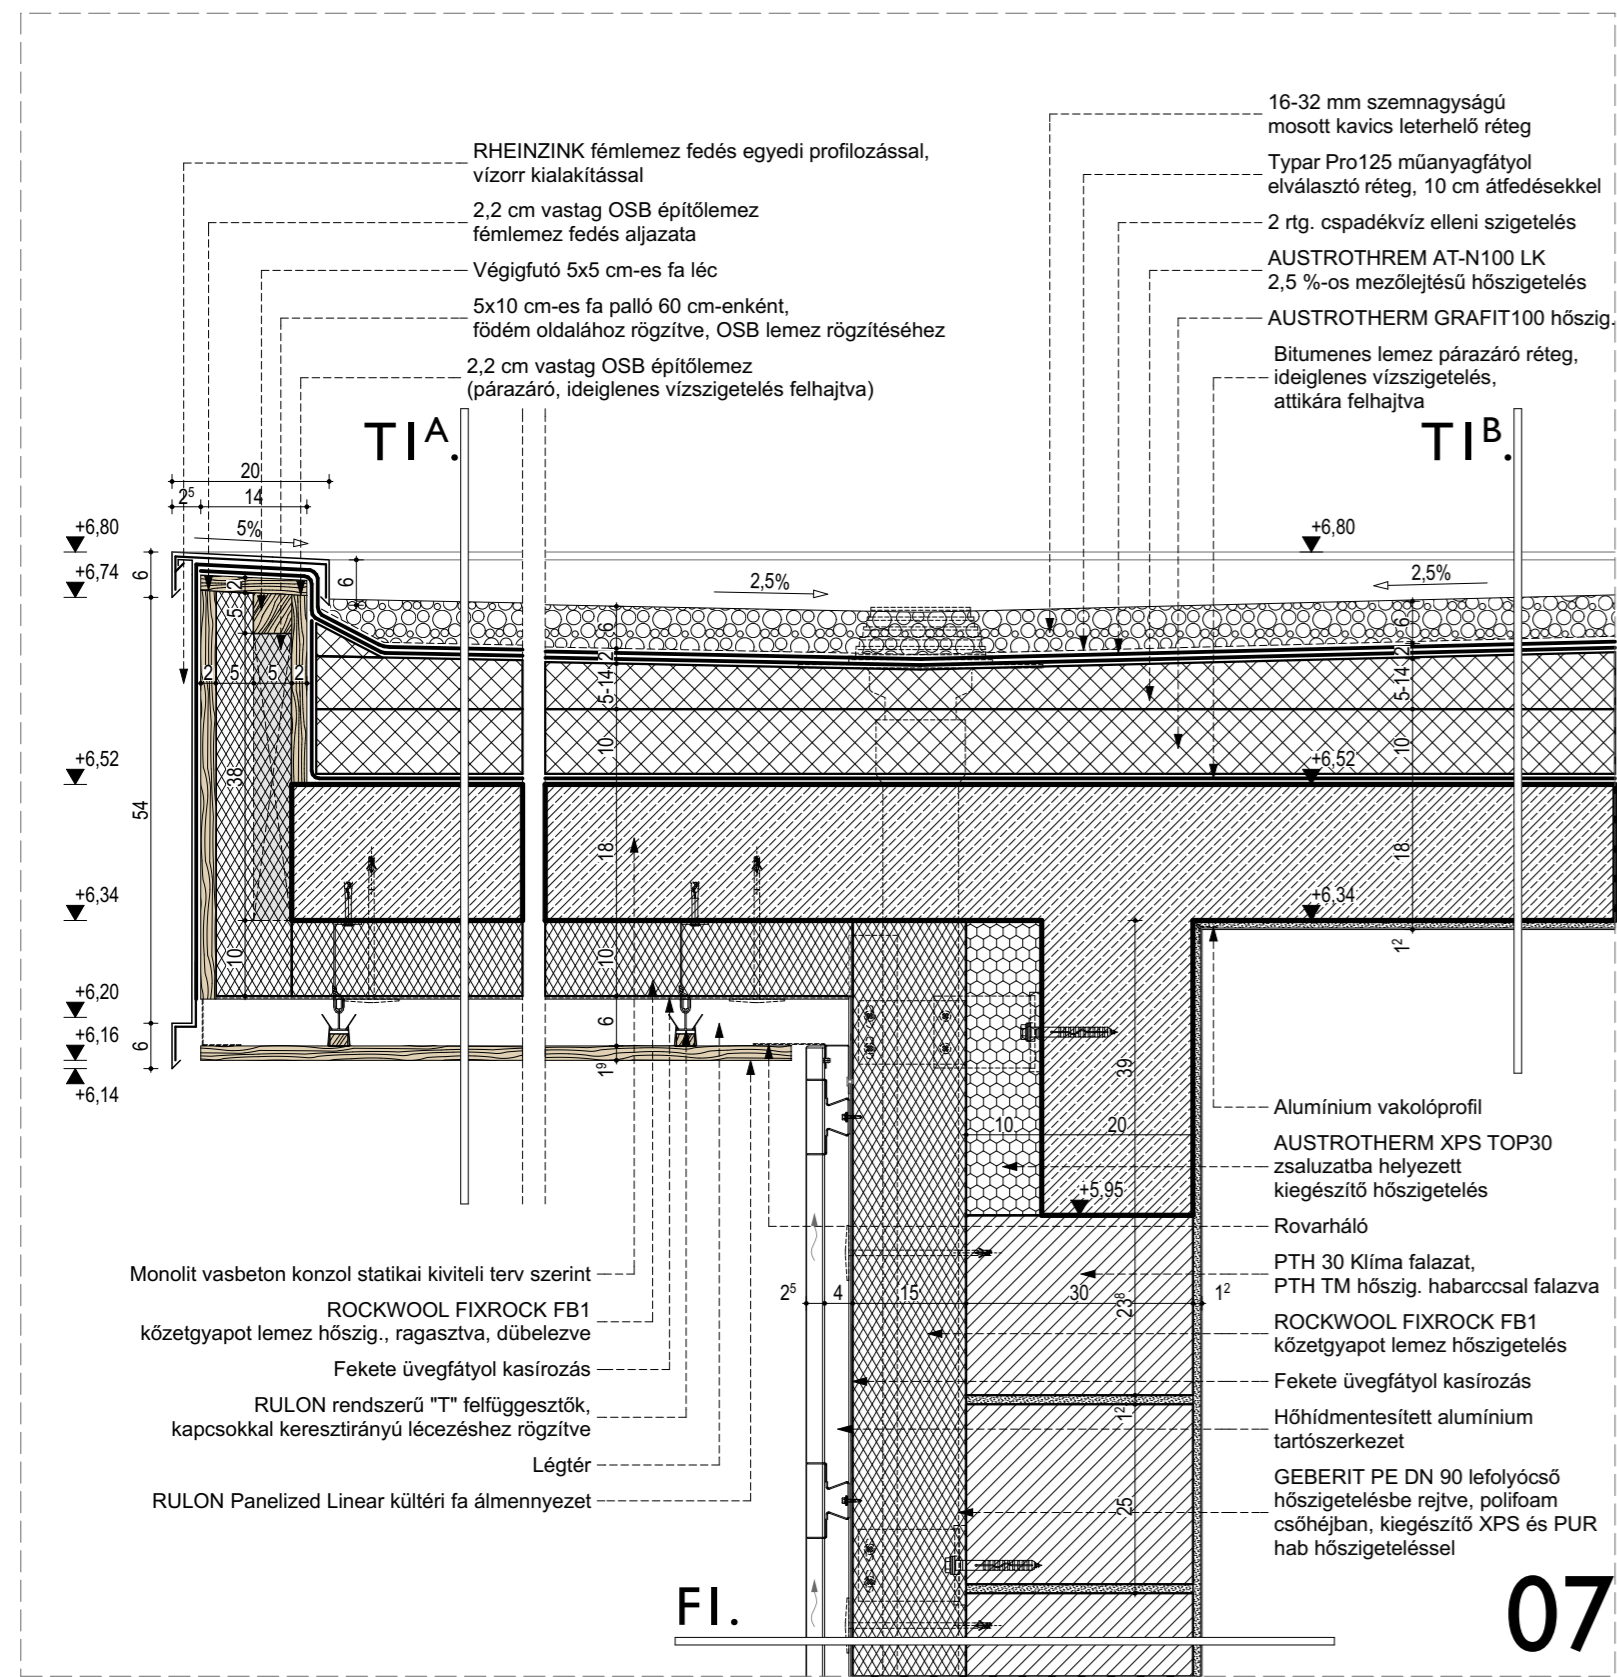 16-32 mm szemnagyságú
mosott kavics leterhelő réteg
RHEINZINK fémlemez fedés egyedi profilozással,
vízorr kialakítással
Typar Pro125 műanyagfátyol
elválasztó réteg, 10 cm átfedésekkel
2,2 cm vastag OSB építőlemez
fémlemez fedés aljazata
2 rtg. cspadékvíz elleni szigetelés
Végigfutó 5x5 cm-es fa léc
AUSTROTHREM AT-N100 LK
2,5 %-os mezőlejtésű hőszigetelés
5x10 cm-es fa palló 60 cm-enként,
födém oldalához rögzítve, OSB lemez rögzítéséhez
AUSTROTHERM GRAFIT100 hőszig.
2,2 cm vastag OSB építőlemez
(párazáró, ideiglenes vízszigetelés felhajtva)
Bitumenes lemez párazáró réteg,
ideiglenes vízszigetelés,
attikára felhajtva
TI A.
TI B.
20
2⁵ 14
5%
+6,80
+6,80
6
+6,74
6
2
5
2,5%
2,5%
6
6
2
2
2 5 5 2
5-14
5-14
10
10
+6,52
+6,52
38
54
18
18
+6,34
+6,34
10
10
1²
+6,20
6
+6,16
6
1⁹
+6,14
39
10 20
+5,95
Alumínium vakolóprofil
AUSTROTHERM XPS TOP30
zsaluzatba helyezett
kiegészítő hőszigetelés
Rovarháló
Monolit vasbeton konzol statikai kiviteli terv szerint
PTH 30 Klíma falazat,
PTH TM hőszig. habarccsal falazva
2⁵ 4 15 30 1²
23⁸
ROCKWOOL FIXROCK FB1
kőzetgyapot lemez hőszig., ragasztva, dübelezve
ROCKWOOL FIXROCK FB1
kőzetgyapot lemez hőszigetelés
Fekete üvegfátyol kasírozás
Fekete üvegfátyol kasírozás
RULON rendszerű "T" felfüggesztők,
kapcsokkal keresztirányú lécezéshez rögzítve
1²
Hőhídmentesített alumínium
tartószerkezet
Légtér
RULON Panelized Linear kültéri fa álmennyezet
25
GEBERIT PE DN 90 lefolyócső
hőszigetelésbe rejtve, polifoam
csőhéjban, kiegészítő XPS és PUR
hab hőszigeteléssel
FI.
07